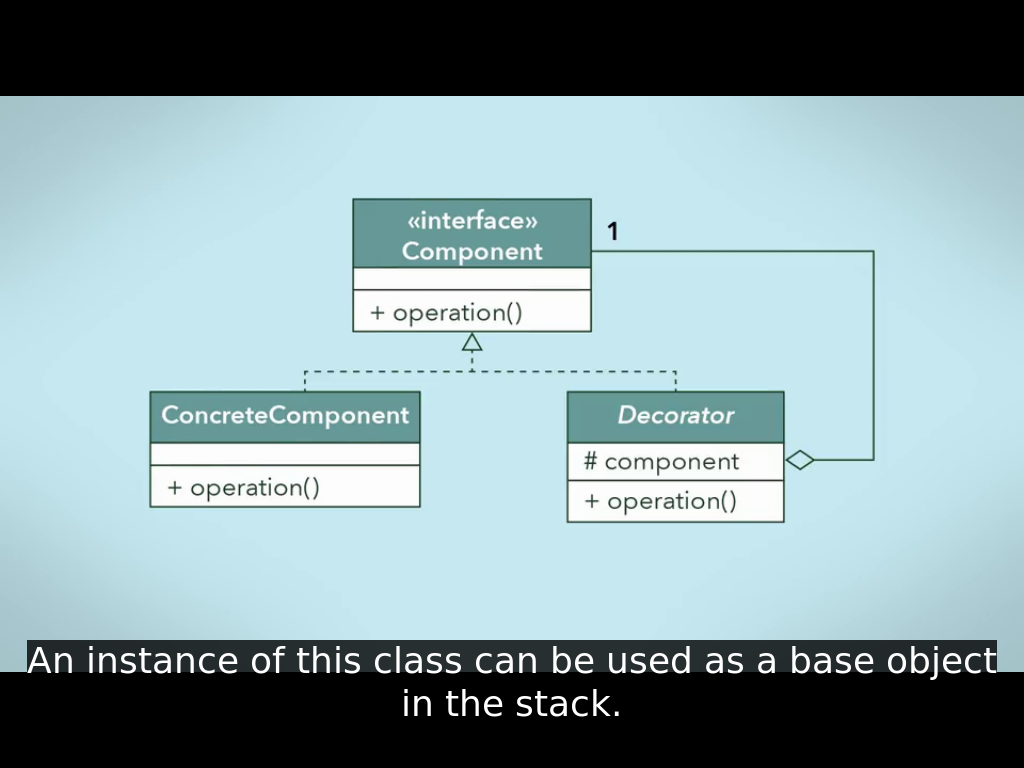 «interface»
Component
1
+ operation()
ConcreteComponent
Decorator
# component
+ operation()
+ operation()
An instance of this class can be used as a base object
in the stack.